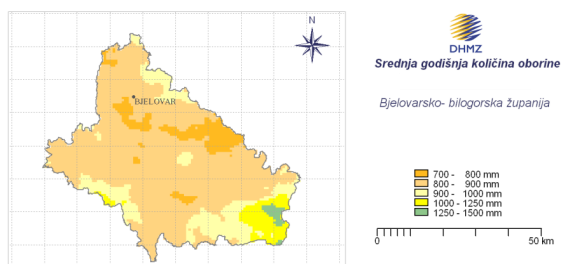 N
BJELOVAR
DHMZ
Srednja godišnja količina oborine
Bjelovarsko- bilogorska županija
700 - 800 mm
800 - 900 mm
900 - 1000 mm
1000 - 1250 mm
1250 - 1500 mm
0 50 km